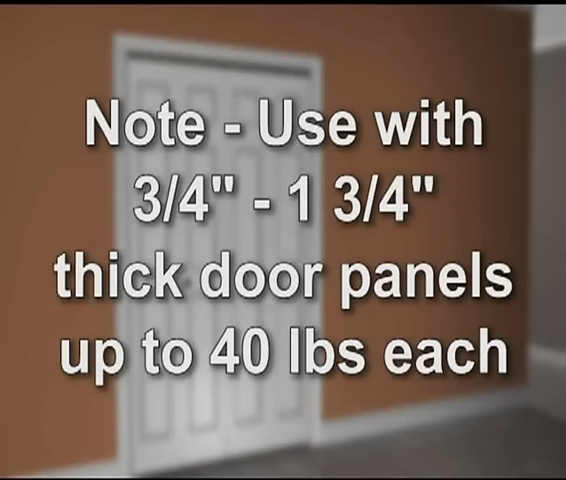 Note - Use with
3/4" - 1 3/4"
thick door panels
up to 40 lbs each